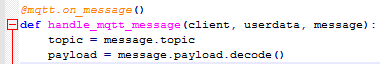 @mqtt.on_message()
def handle_mqtt_message(client, userdata, message):
    topic = message.topic
    payload = message.payload.decode()